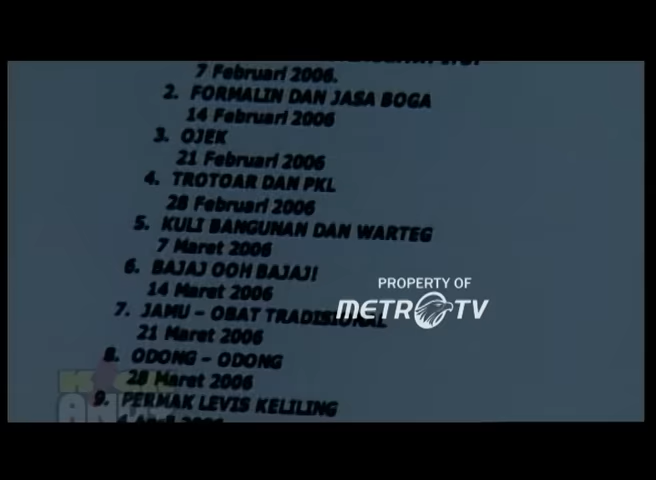 7 Februari 2006.
2. FORMALIN DAN JASA BOGA
14 Februari 2006
3. OJEK
21 Februari 2006
4. TROTOAR DAN PKL
28 Februari 2006
5. KULI BANGUNAN DAN WARTEG
7 Maret 2006
6. BAJAJ OOH BAJAJ!
14 Maret 2006
PROPERTY OF
METRO TV
7. JAMU - OBAT TRADISIONAL
21 Maret 2006
8. ODONG - ODONG
28 Maret 2006
KICK
ANDY
9. PERMAK LEVIS KELILING